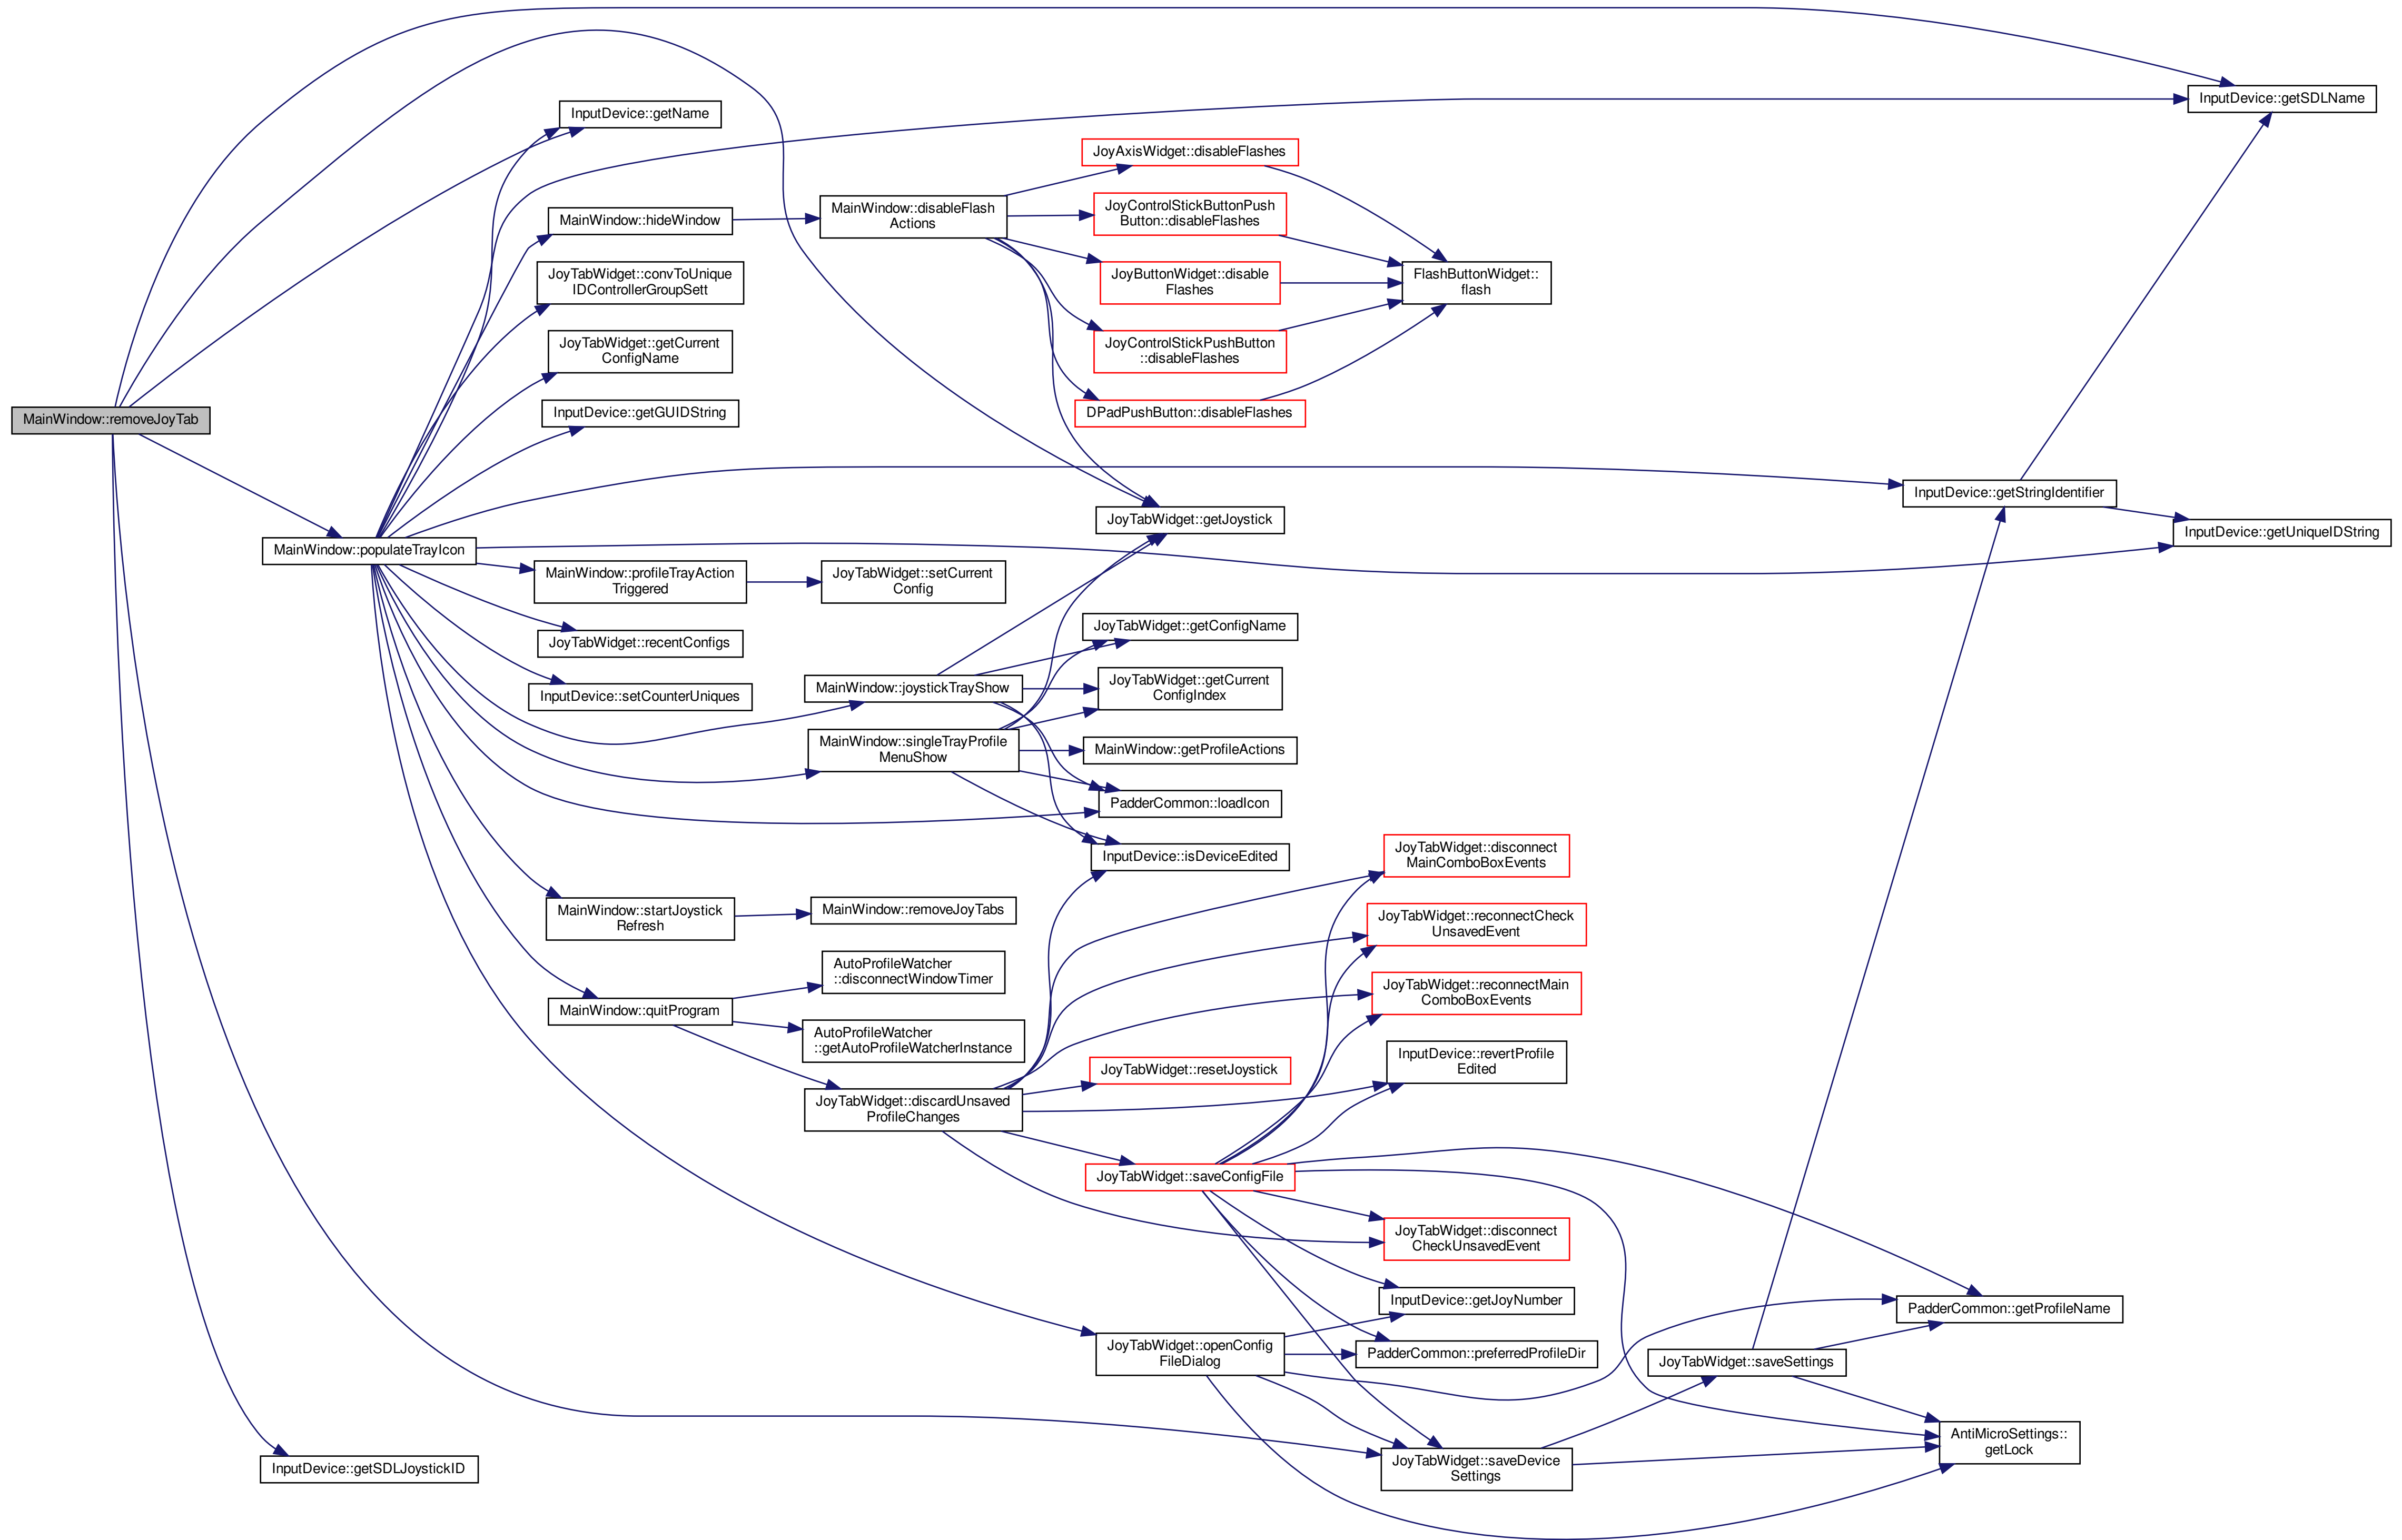 MainWindow::removeJoyTab
InputDevice::getSDLName
InputDevice::getName
MainWindow::hideWindow
JoyTabWidget::convToUnique
IDControllerGroupSett
JoyTabWidget::getCurrent
ConfigName
InputDevice::getGUIDString
MainWindow::populateTrayIcon
MainWindow::profileTrayAction
Triggered
JoyTabWidget::setCurrent
Config
JoyTabWidget::recentConfigs
InputDevice::setCounterUniques
MainWindow::disableFlash
Actions
JoyAxisWidget::disableFlashes
JoyControlStickButtonPush
Button::disableFlashes
JoyButtonWidget::disable
Flashes
JoyControlStickPushButton
::disableFlashes
DPadPushButton::disableFlashes
FlashButtonWidget::
flash
JoyTabWidget::getJoystick
InputDevice::getStringIdentifier
InputDevice::getUniqueIDString
MainWindow::joystickTrayShow
MainWindow::singleTrayProfile
MenuShow
JoyTabWidget::getConfigName
JoyTabWidget::getCurrent
ConfigIndex
MainWindow::getProfileActions
PadderCommon::loadIcon
InputDevice::isDeviceEdited
MainWindow::startJoystick
Refresh
MainWindow::removeJoyTabs
MainWindow::quitProgram
AutoProfileWatcher
::disconnectWindowTimer
AutoProfileWatcher
::getAutoProfileWatcherInstance
JoyTabWidget::discardUnsaved
ProfileChanges
JoyTabWidget::disconnect
MainComboBoxEvents
JoyTabWidget::reconnectCheck
UnsavedEvent
JoyTabWidget::reconnectMain
ComboBoxEvents
InputDevice::revertProfile
Edited
JoyTabWidget::resetJoystick
JoyTabWidget::saveConfigFile
JoyTabWidget::disconnect
CheckUnsavedEvent
InputDevice::getJoyNumber
PadderCommon::preferredProfileDir
JoyTabWidget::openConfig
FileDialog
PadderCommon::getProfileName
JoyTabWidget::saveSettings
JoyTabWidget::saveDevice
Settings
AntiMicroSettings::
getLock
InputDevice::getSDLJoystickID